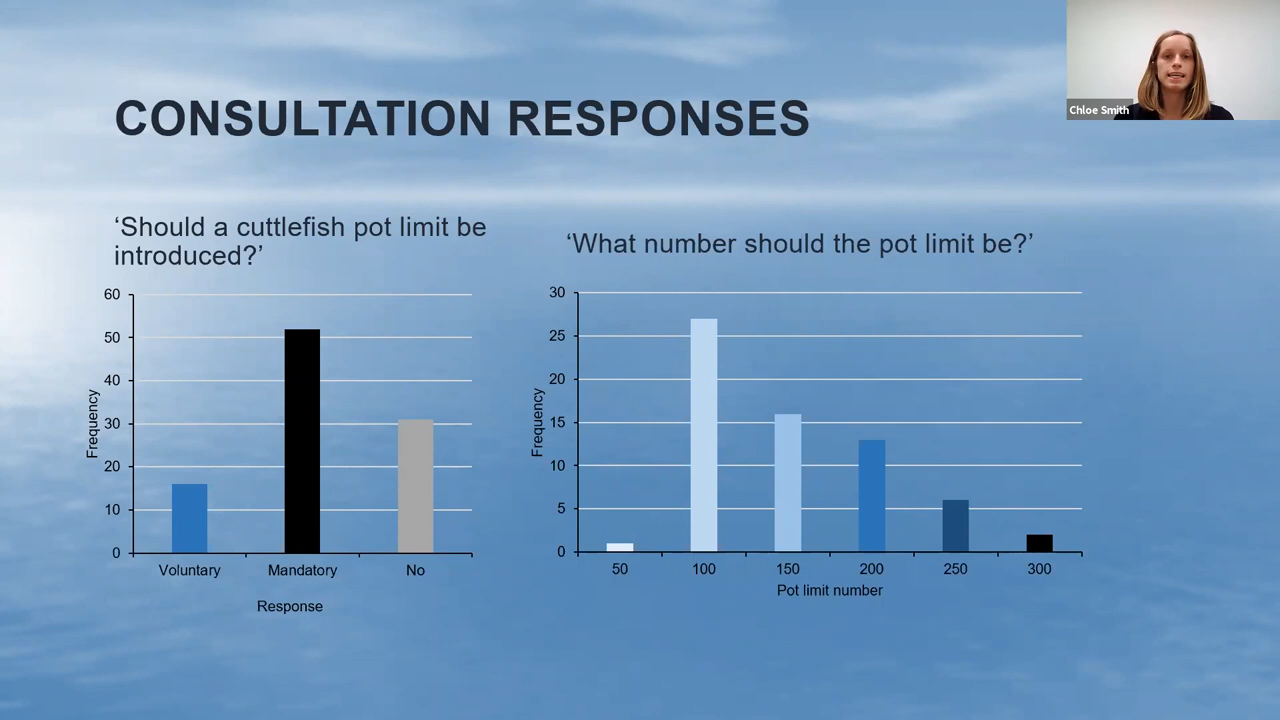 Chloe Smith
CONSULTATION RESPONSES
‘Should a cuttlefish pot limit be
introduced?’
60
50
40
30
20
10
0
Frequency
Voluntary
Mandatory
No
Response
‘What number should the pot limit be?’
30
25
20
15
10
5
0
Frequency
50
100
150
200
250
300
Pot limit number